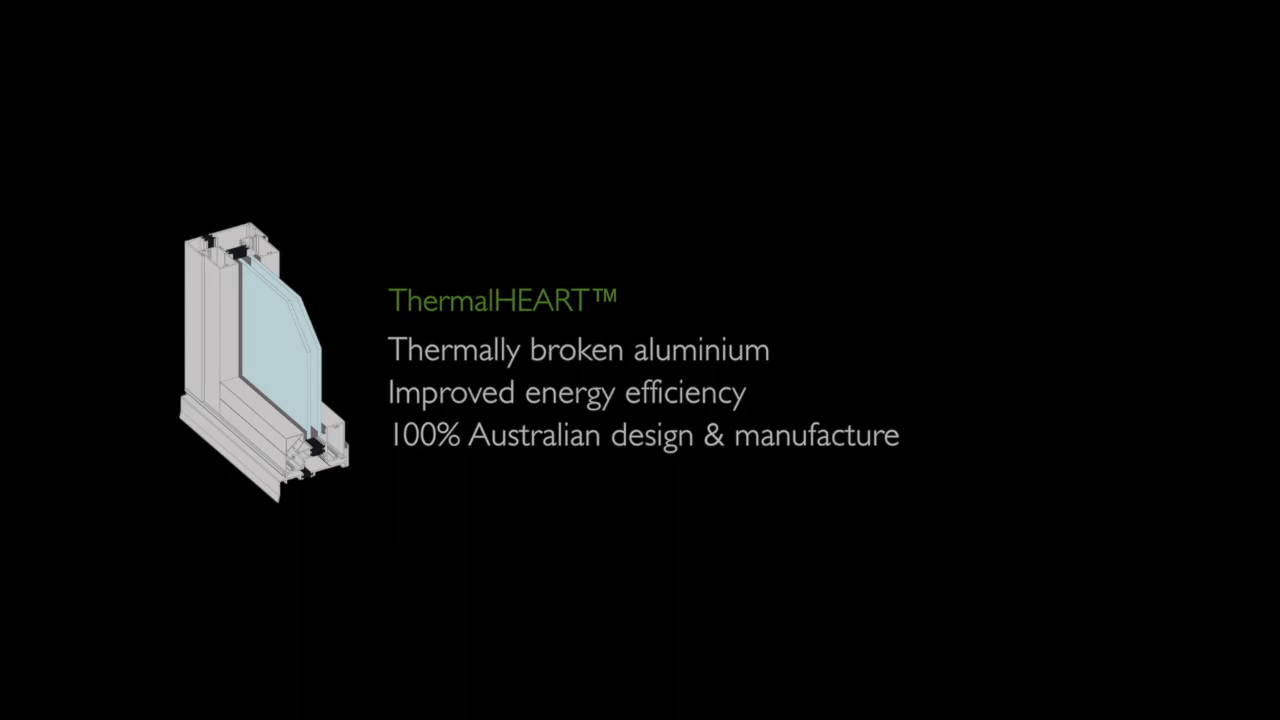 ThermalHEART™
Thermally broken aluminium
Improved energy efficiency
100% Australian design & manufacture